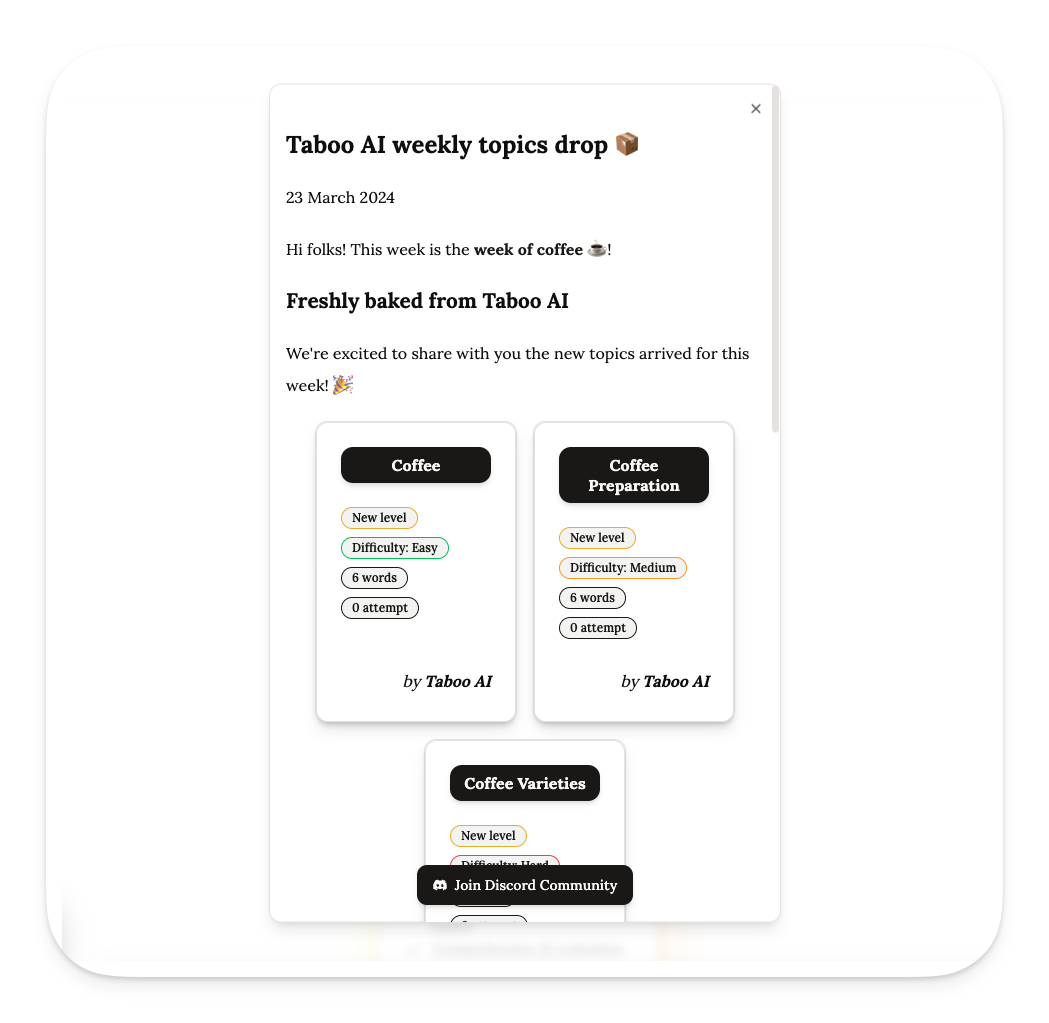 Taboo AI weekly topics drop 📦
23 March 2024
Hi folks! This week is the week of coffee ☕!
Freshly baked from Taboo AI
We're excited to share with you the new topics arrived for this
week! 🎉
Coffee
New level
Difficulty: Easy
6 words
0 attempt
by Taboo AI
Coffee
Preparation
New level
Difficulty: Medium
6 words
0 attempt
by Taboo AI
Coffee Varieties
New level
Difficulty: Hard
Join Discord Community